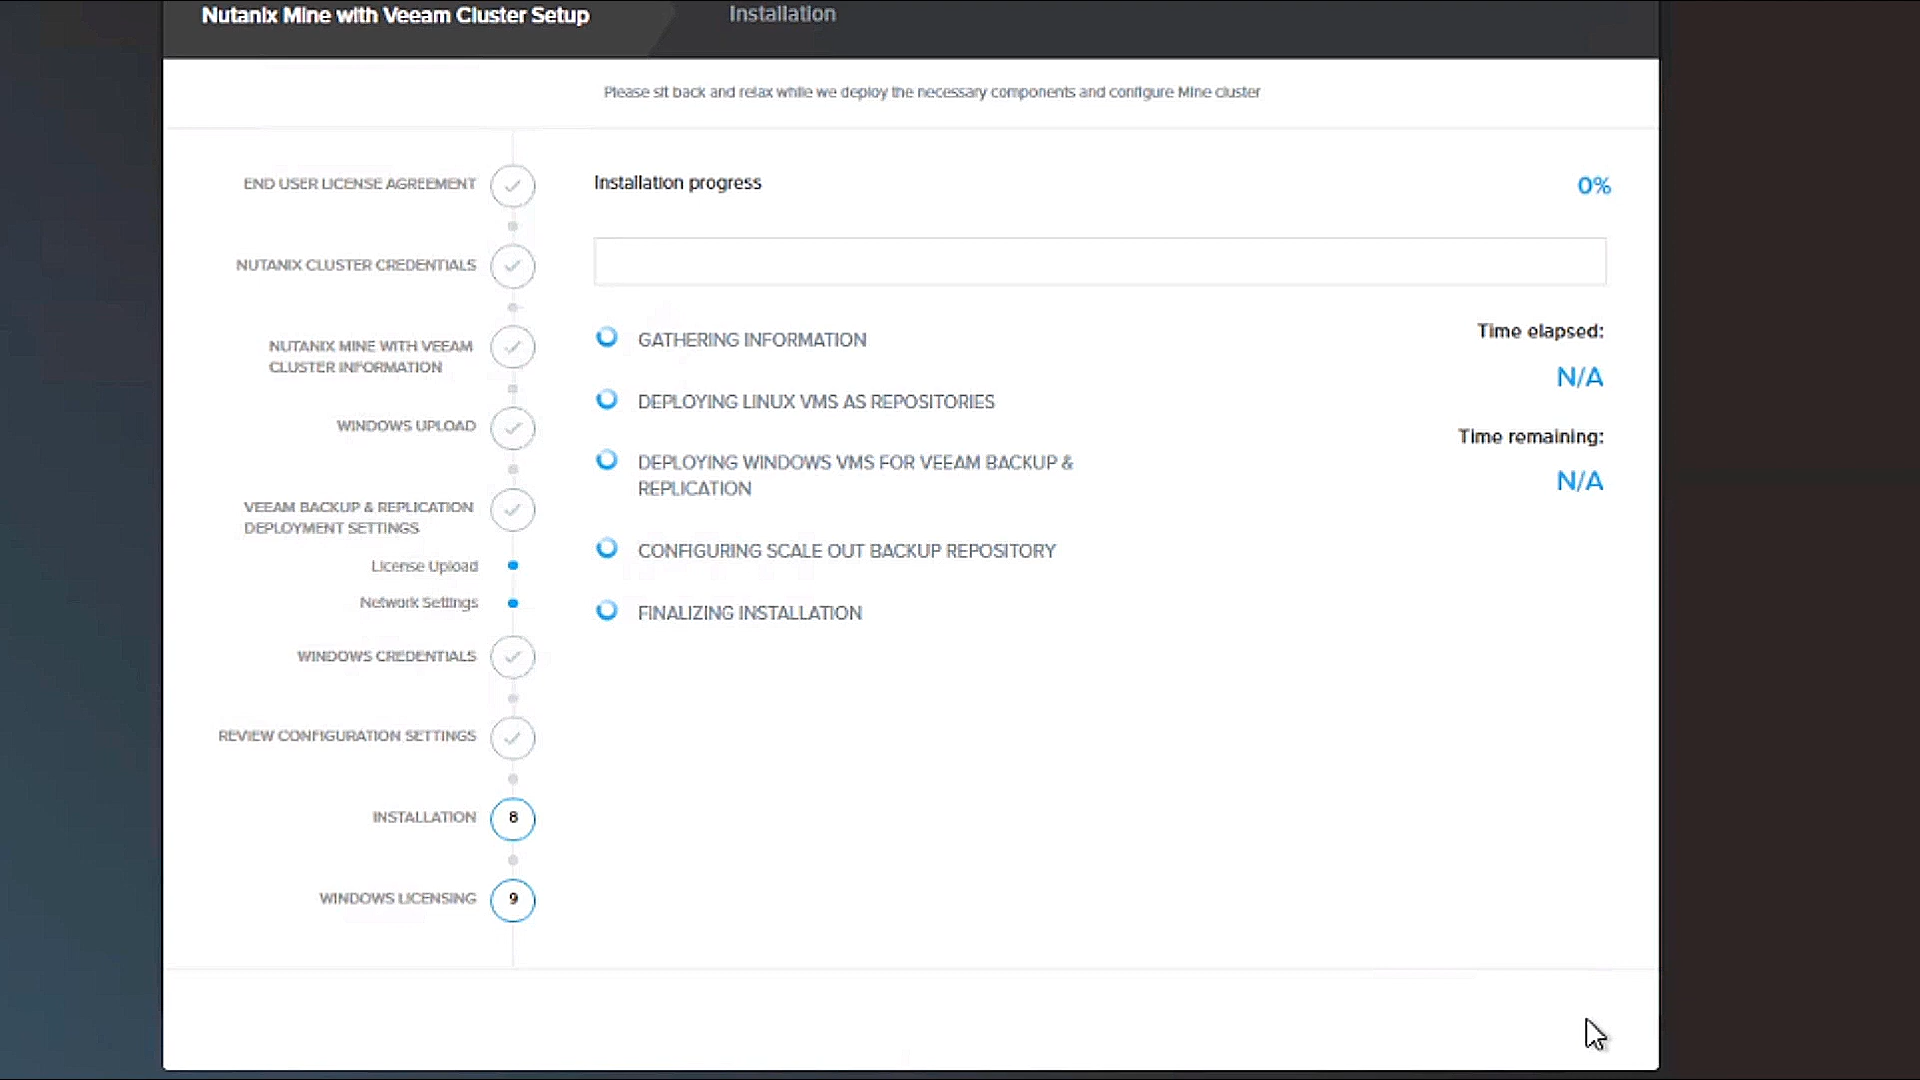 Nutanix Mine with Veeam Cluster Setup
Installation
Please sit back and relax while we deploy the necessary components and configure Mine cluster
END USER LICENSE AGREEMENT
NUTANIX CLUSTER CREDENTIALS
NUTANIX MINE WITH VEEAM
CLUSTER INFORMATION
WINDOWS UPLOAD
VEEAM BACKUP & REPLICATION
DEPLOYMENT SETTINGS
License Upload
Network Settings
WINDOWS CREDENTIALS
REVIEW CONFIGURATION SETTINGS
INSTALLATION
8
WINDOWS LICENSING
9
Installation progress
0%
GATHERING INFORMATION
DEPLOYING LINUX VMS AS REPOSITORIES
DEPLOYING WINDOWS VMS FOR VEEAM BACKUP &
REPLICATION
CONFIGURING SCALE OUT BACKUP REPOSITORY
FINALIZING INSTALLATION
Time elapsed:
N/A
Time remaining:
N/A